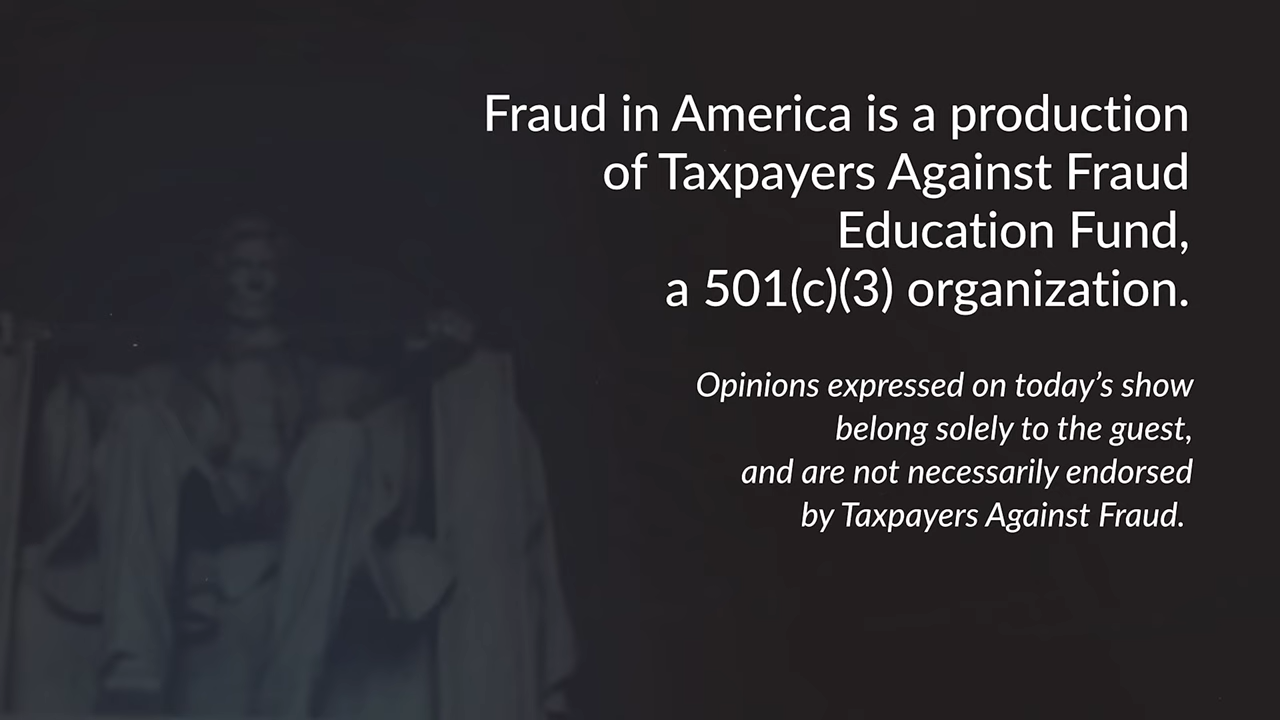 Fraud in America is a production
of Taxpayers Against Fraud
Education Fund,
a 501(c)(3) organization.
Opinions expressed on today’s show
belong solely to the guest,
and are not necessarily endorsed
by Taxpayers Against Fraud.